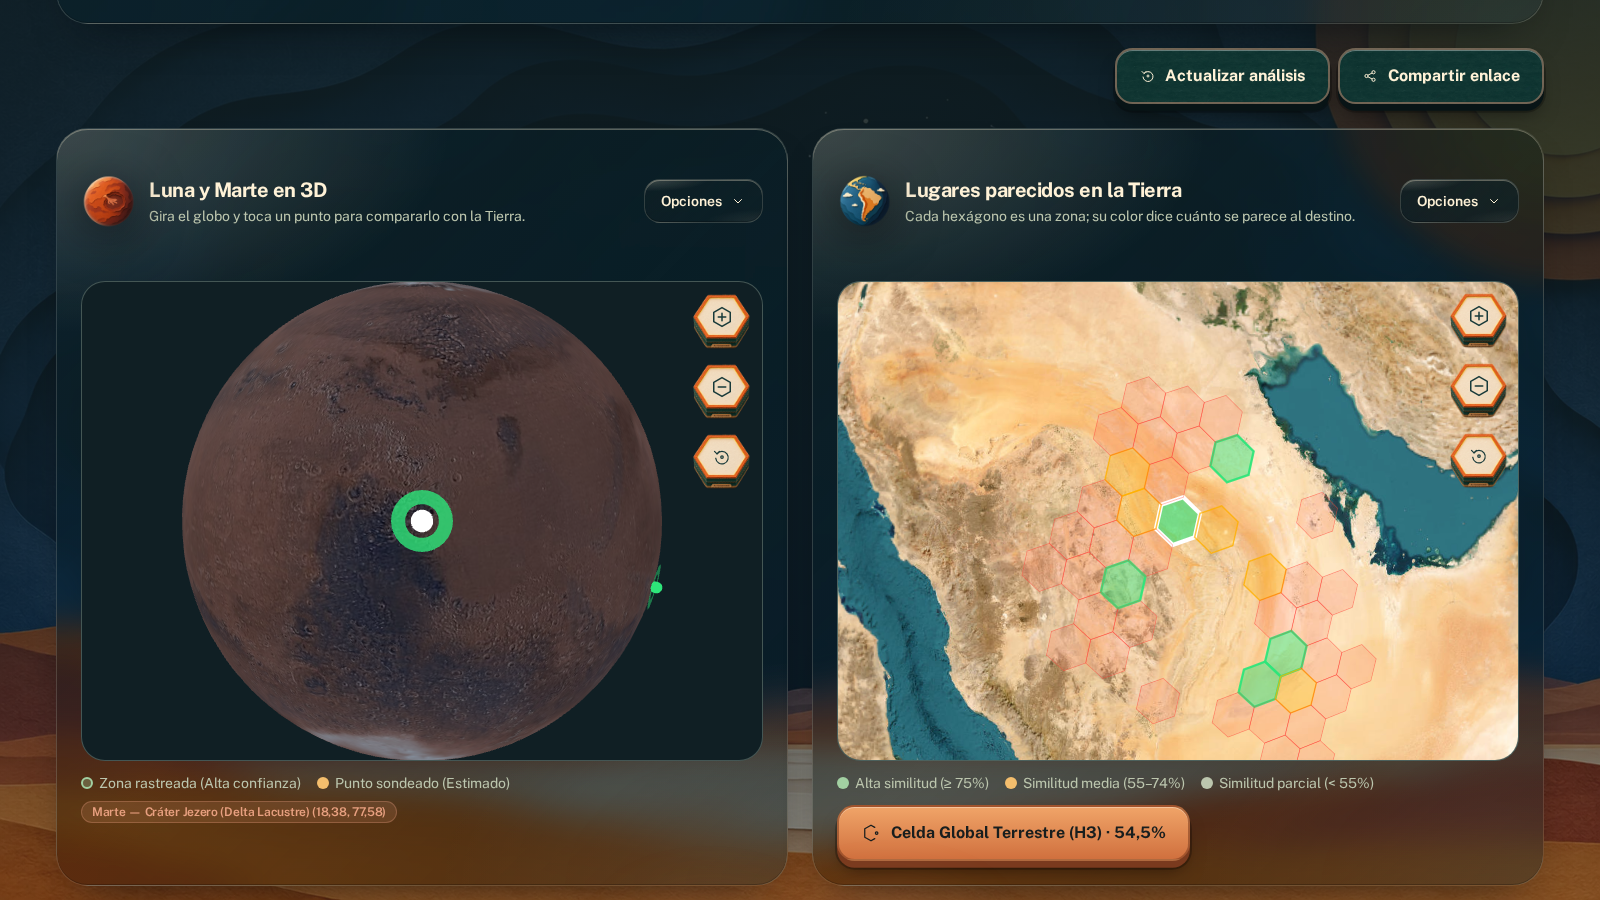 Actualizar análisis
Compartir enlace
Luna y Marte en 3D
Gira el globo y toca un punto para compararlo con la Tierra.
Opciones
Lugares parecidos en la Tierra
Cada hexágono es una zona; su color dice cuánto se parece al destino.
Opciones
Zona rastreada (Alta confianza)
Punto sondeado (Estimado)
Marte — Cráter Jezero (Delta Lacustre) (18,38, 77,58)
Alta similitud (≥ 75%)
Similitud media (55–74%)
Similitud parcial (< 55%)
Celda Global Terrestre (H3) · 54,5%